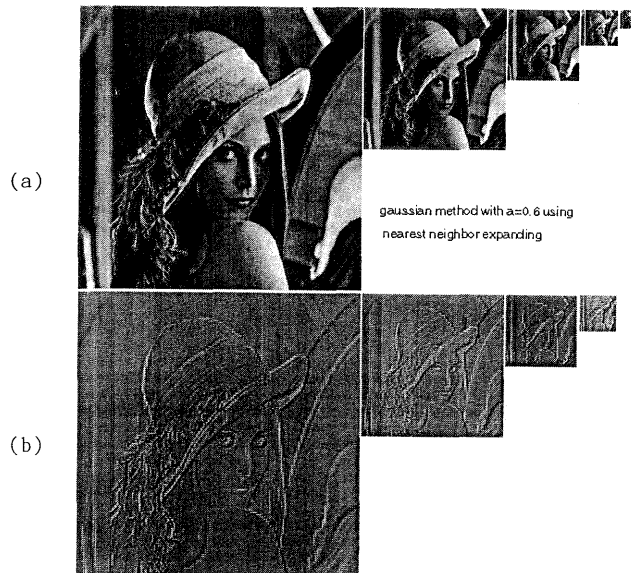 (a)
gaussian method with a=0.6 using
nearest neighbor expanding
(b)